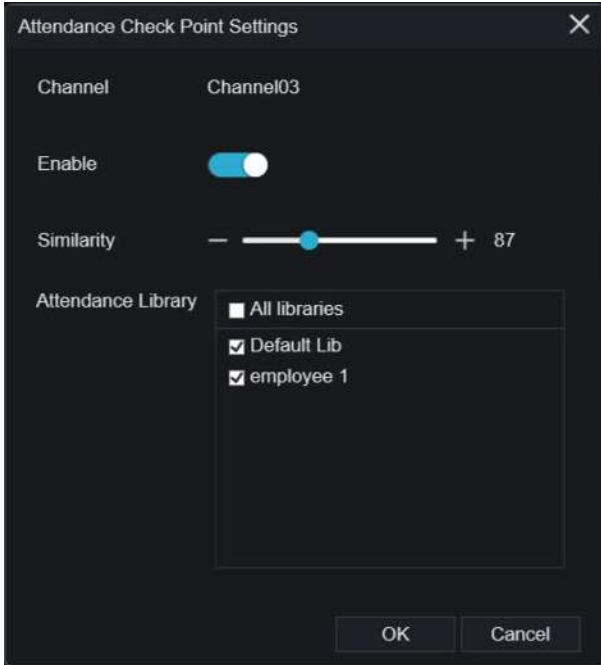 Attendance Check Point Settings
Channel Channel03
Enable
Similarity 87
Attendance Library
All libraries
Default Lib
employee 1
OK Cancel